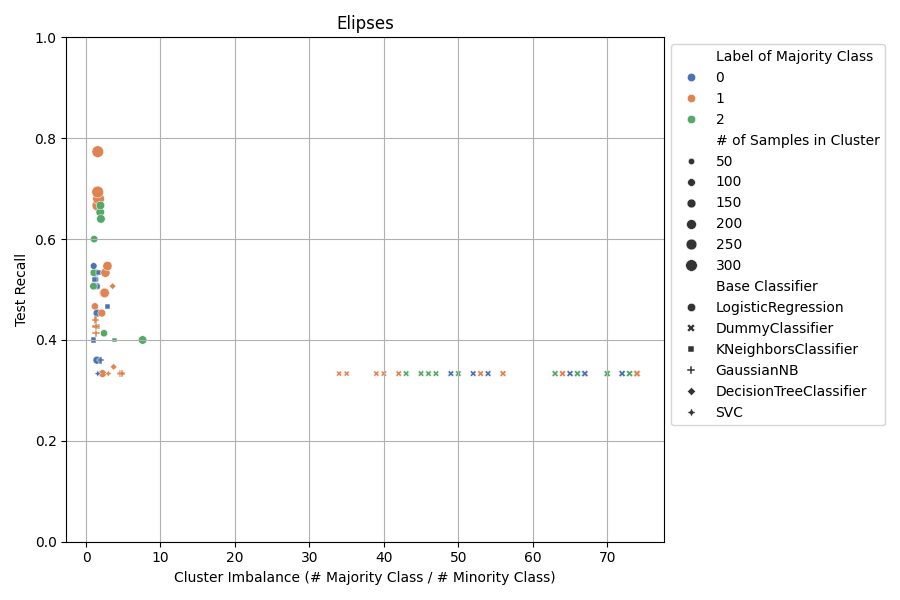 Elipses
Test Recall
1.0
0.8
0.6
0.4
0.2
0.0
0 10 20 30 40 50 60 70
Cluster Imbalance (# Majority Class / # Minority Class)
Label of Majority Class
0
1
2
# of Samples in Cluster
50
100
150
200
250
300
Base Classifier
LogisticRegression
DummyClassifier
KNeighborsClassifier
GaussianNB
DecisionTreeClassifier
SVC